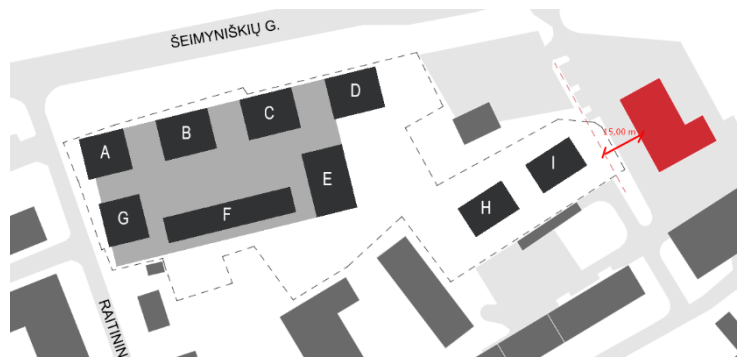 ŠEIMYNIŠKIŲ G.
D
C
B
A
15,00 m
I
E
H
F
G
RAITININ